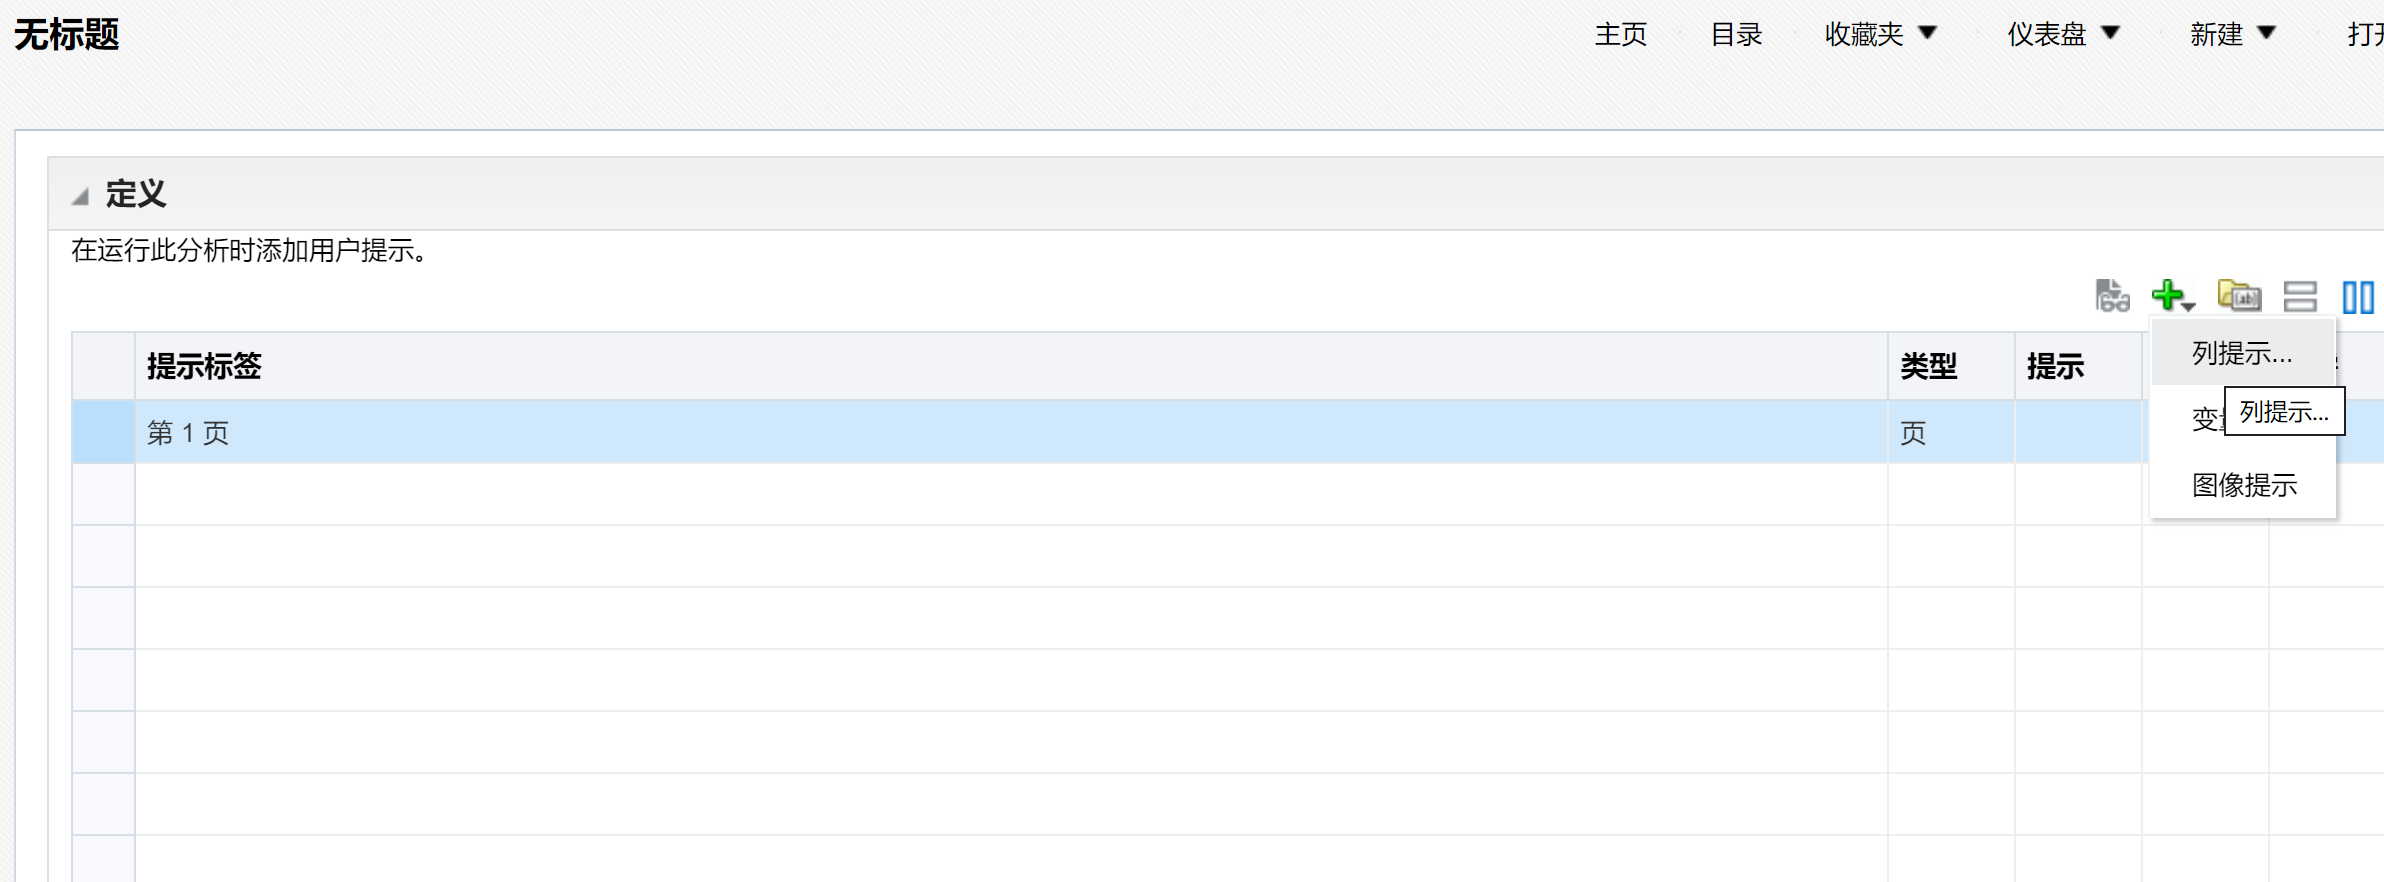 无标题
主页 目录 收藏夹 仪表盘 新建 打开
定义
在运行此分析时添加用户提示。
提示标签 类型 提示
列提示...
列提示...
变
第 1 页 页
图像提示